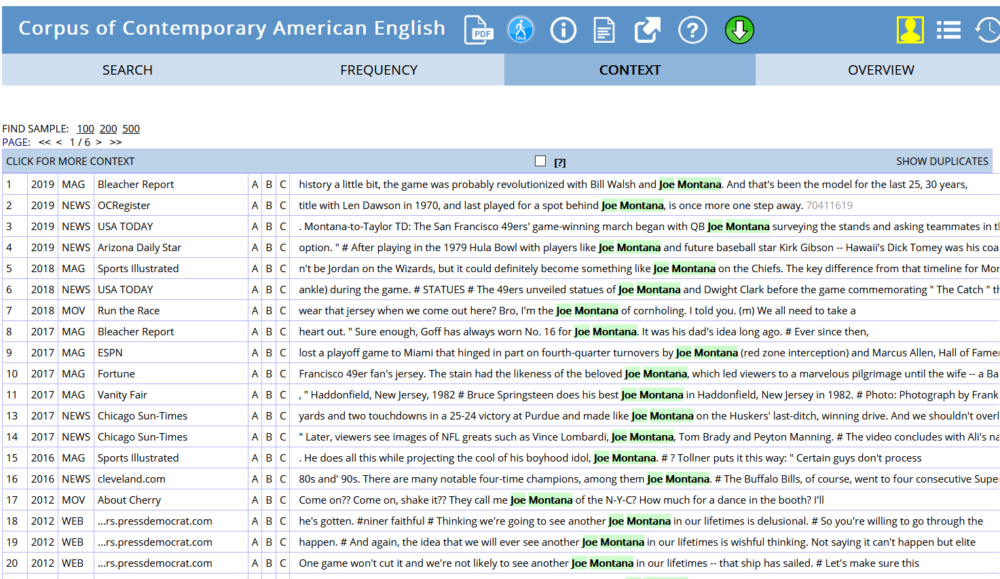 Corpus of Contemporary American English PDF TOUR
SEARCH FREQUENCY CONTEXT OVERVIEW
FIND SAMPLE: 100 200 500
PAGE: << < 1 / 6 > >>
CLICK FOR MORE CONTEXT [?] SHOW DUPLICATES
1 2019 MAG Bleacher Report A B C history a little bit, the game was probably revolutionized with Bill Walsh and Joe Montana. And that's been the model for the last 25, 30 years,
2 2019 NEWS OCRegister A B C title with Len Dawson in 1970, and last played for a spot behind Joe Montana, is once more one step away. 70411619
3 2019 NEWS USA TODAY A B C . Montana-to-Taylor TD: The San Francisco 49ers' game-winning march began with QB Joe Montana surveying the stands and asking teammates in th
4 2019 NEWS Arizona Daily Star A B C option. " # After playing in the 1979 Hula Bowl with players like Joe Montana and future baseball star Kirk Gibson -- Hawaii's Dick Tomey was his coa
5 2018 MAG Sports Illustrated A B C n't be Jordan on the Wizards, but it could definitely become something like Joe Montana on the Chiefs. The key difference from that timeline for Mon
6 2018 NEWS USA TODAY A B C ankle) during the game. # STATUES # The 49ers unveiled statues of Joe Montana and Dwight Clark before the game commemorating " The Catch " th
7 2018 MOV Run the Race A B C wear that jersey when we come out here? Bro, I'm the Joe Montana of cornholing. I told you. (m) We all need to take a
8 2017 MAG Bleacher Report A B C heart out. " Sure enough, Goff has always worn No. 16 for Joe Montana. It was his dad's idea long ago. # Ever since then,
9 2017 MAG ESPN A B C lost a playoff game to Miami that hinged in part on fourth-quarter turnovers by Joe Montana (red zone interception) and Marcus Allen, Hall of Famer
10 2017 MAG Fortune A B C Francisco 49er fan's jersey. The stain had the likeness of the beloved Joe Montana, which led viewers to a marvelous pilgrimage until the wife -- a Ba
11 2017 MAG Vanity Fair A B C , " Haddonfield, New Jersey, 1982 # Bruce Springsteen does his best Joe Montana in Haddonfield, New Jersey in 1982. # Photo: Photograph by Frank
13 2017 NEWS Chicago Sun-Times A B C yards and two touchdowns in a 25-24 victory at Purdue and made like Joe Montana on the Huskers' last-ditch, winning drive. And we shouldn't overl
14 2017 NEWS Chicago Sun-Times A B C " Later, viewers see images of NFL greats such as Vince Lombardi, Joe Montana, Tom Brady and Peyton Manning. # The video concludes with Ali's na
15 2016 MAG Sports Illustrated A B C . He does all this while projecting the cool of his boyhood idol, Joe Montana. # ? Tollner puts it this way: " Certain guys don't process
16 2016 NEWS cleveland.com A B C 80s and' 90s. There are many notable four-time champions, among them Joe Montana. # The Buffalo Bills, of course, went to four consecutive Supe
17 2012 MOV About Cherry A B C Come on?? Come on, shake it?? They call me Joe Montana of the N-Y-C? How much for a dance in the booth? I'll
18 2012 WEB ...rs.pressdemocrat.com A B C he's gotten. #niner faithful # Thinking we're going to see another Joe Montana in our lifetimes is delusional. # So you're willing to go through the
19 2012 WEB ...rs.pressdemocrat.com A B C happen. # And again, the idea that we will ever see another Joe Montana in our lifetimes is wishful thinking. Not saying it can't happen but elite
20 2012 WEB ...rs.pressdemocrat.com A B C One game won't cut it and we're not likely to see another Joe Montana in our lifetimes -- that ship has sailed. # Let's make sure this